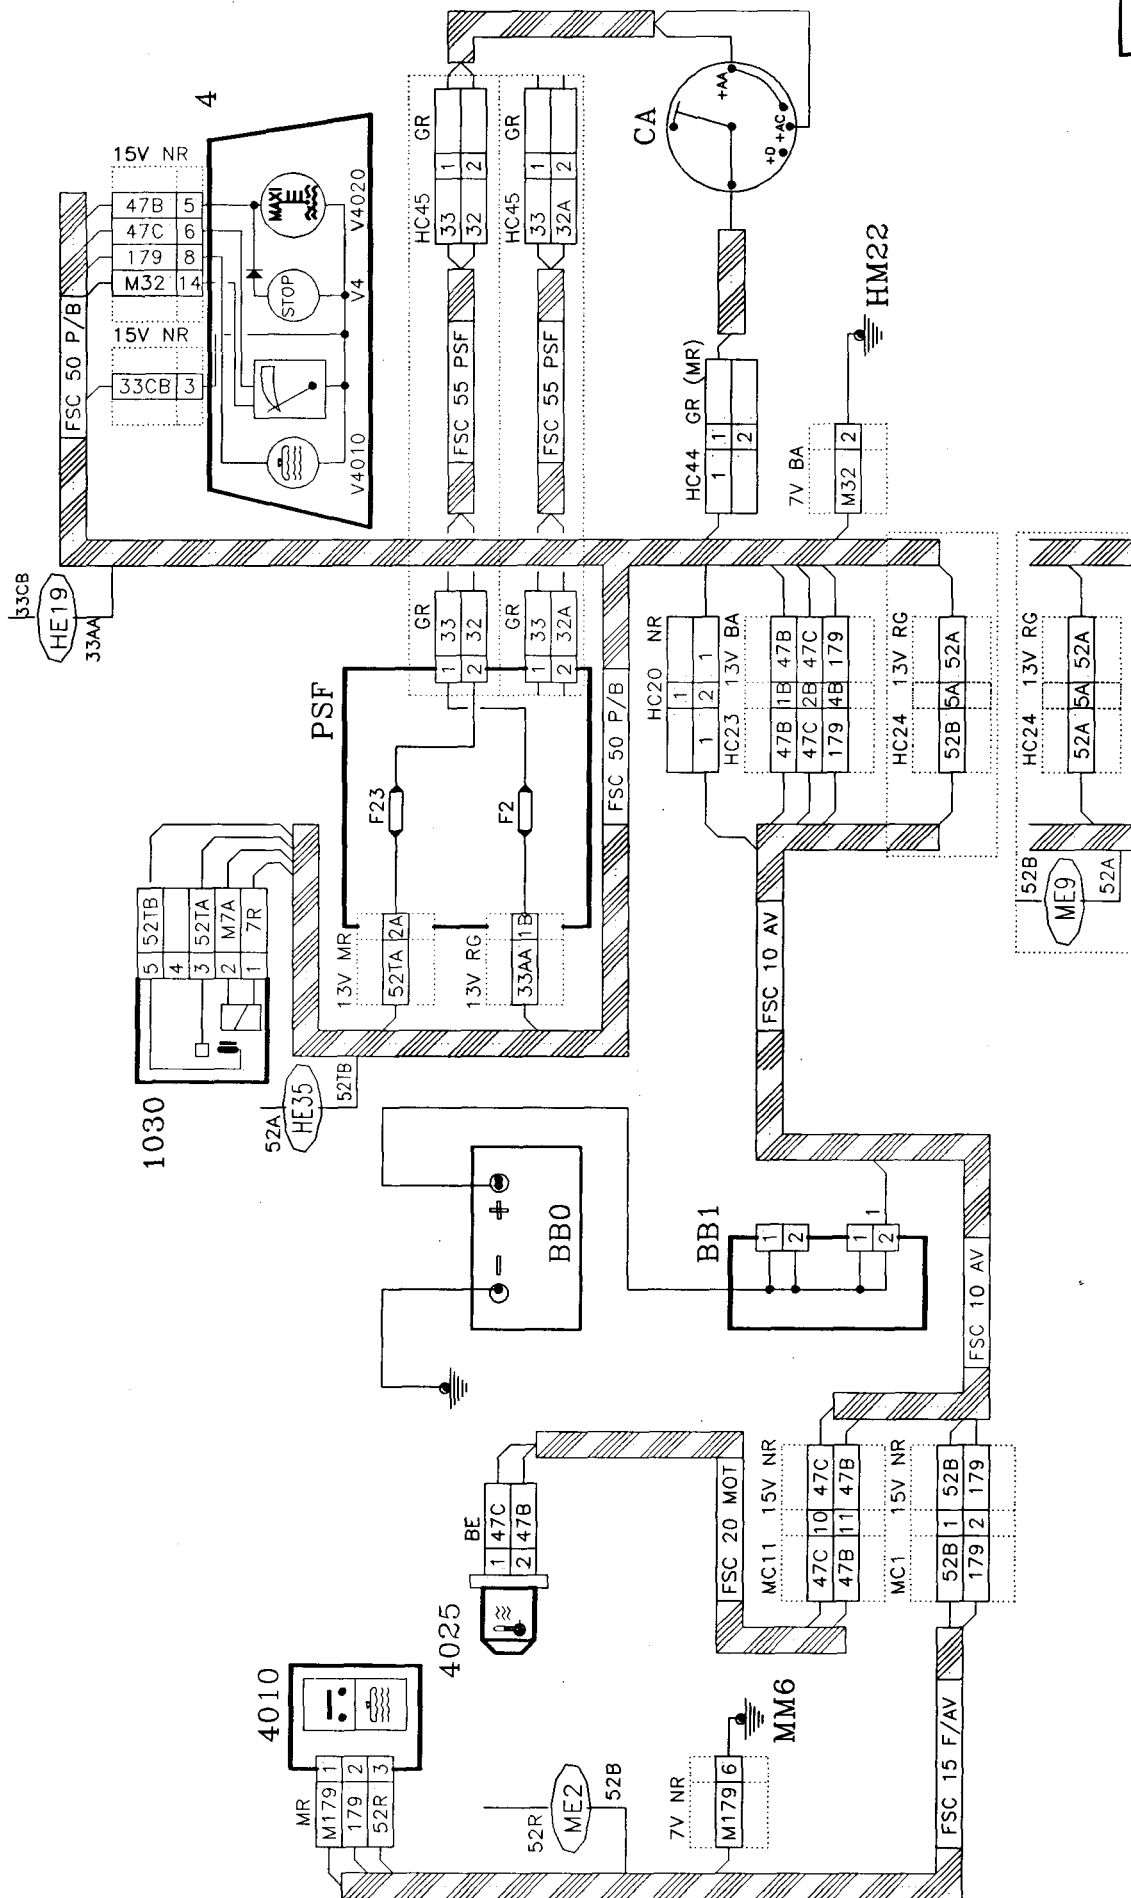 4
15V NR
47B 5
47C 6
179 8
M32 14
15V NR
33CB 3
MAXI
V4020
STOP
V4
V4010
FSC 50 P/B
33CB
HE19
33AA
HC45 GR
33 1
32 2
HC45 GR
33 1
32A 2
FSC 55 PSF
FSC 55 PSF
CA
+AA
+AC
+D
HC44 GR (MR)
1 1
2
7V BA
M32 2
HM22
PSF
GR
1 33
2 32
GR
1 33
2 32A
F23
F2
13V MR
52TA 2A
13V RG
33AA 1B
FSC 50 P/B
1030
5 52TB
4
3 52TA
2 M7A
1 7R
52A
HE35
52TB
HC20 NR
1
1 2 1
HC23 13V BA
47B 1B 47B
47C 2B 47C
179 4B 179
HC24 13V RG
52B 5A 52A
HC24 13V RG
52A 5A 52A
52B
ME9
52A
FSC 10 AV
BB0
+
−
BB1
1
2
1
2
1
FSC 10 AV
4025
BE
1 47C
2 47B
FSC 20 MOT
MC11 15V NR
47C 10 47C
47B 11 47B
MC1 15V NR
52B 1 52B
179 2 179
4010
MR
M179 1
179 2
52R 3
52R
ME2
52B
7V NR
M179 6
MM6
FSC 15 F/AV